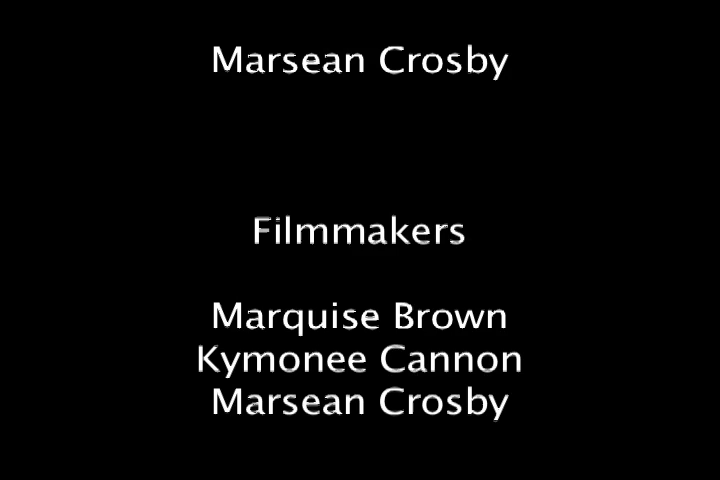 Marsean Crosby
Filmmakers
Marquise Brown
Kymonee Cannon
Marsean Crosby